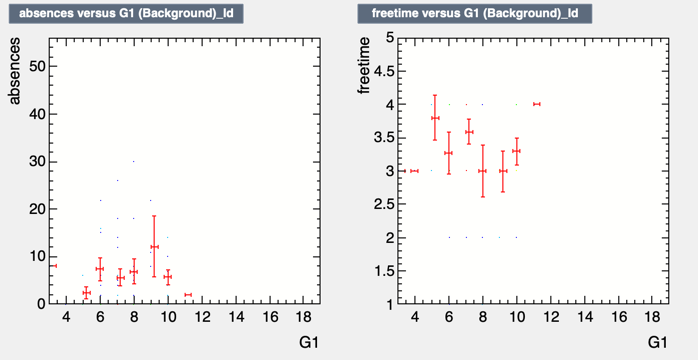 absences versus G1 (Background)_Id
absences
50
40
30
20
10
0
4 6 8 10 12 14 16 18
G1
freetime versus G1 (Background)_Id
freetime
5
4.5
4
3.5
3
2.5
2
1.5
1
4 6 8 10 12 14 16 18
G1